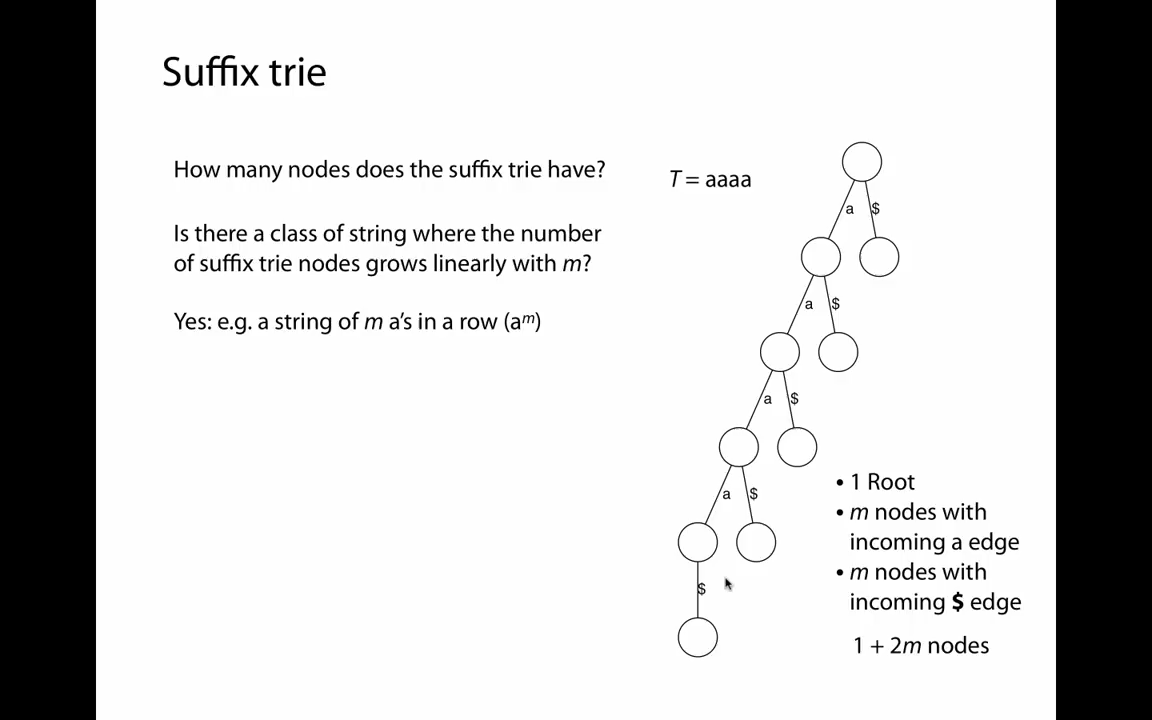 Suffix trie
How many nodes does the suffix trie have?
T = aaaa
Is there a class of string where the number
of suffix trie nodes grows linearly with m?
Yes: e.g. a string of m a’s in a row (aᵐ)
a $
a $
a $
a $
$
• 1 Root
• m nodes with
incoming a edge
• m nodes with
incoming $ edge
1 + 2m nodes